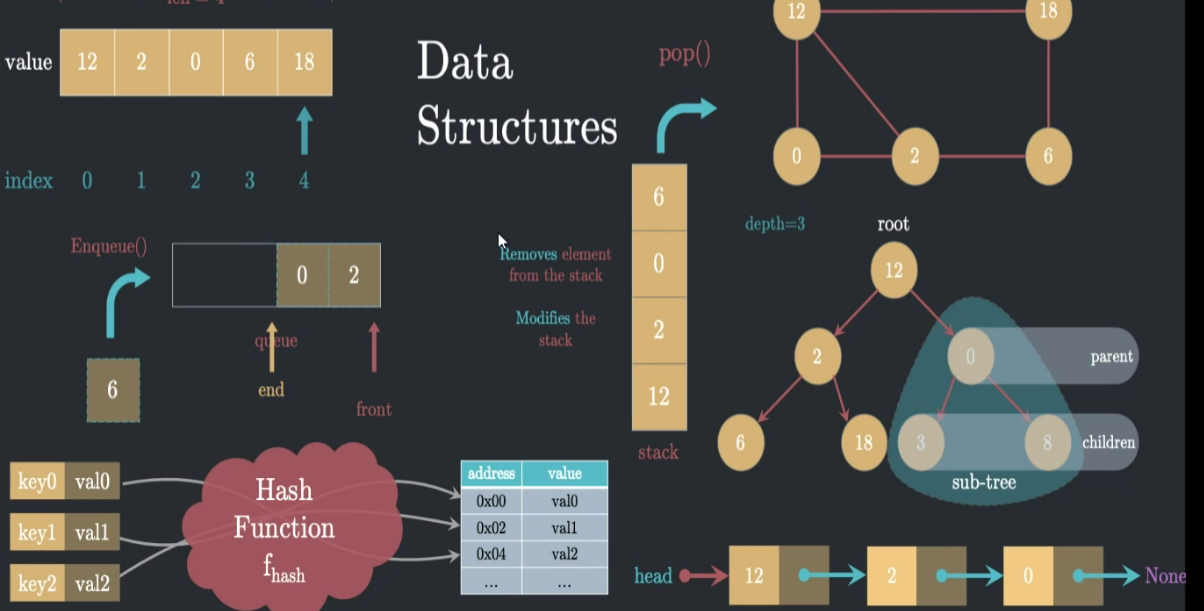 value 12 2 0 6 18
index 0 1 2 3 4
Data
Structures
pop()
12 18
0 2 6
Enqueue()
0 2
queue
end
front
6
Removes element
from the stack
Modifies the
stack
6
0
2
12
stack
depth=3
root
12
2 0 parent
6 18 3 8 children
sub-tree
key0 val0
key1 val1
key2 val2
Hash
Function
fhash
address value
0x00 val0
0x02 val1
0x04 val2
... ...
head 12 2 0 None